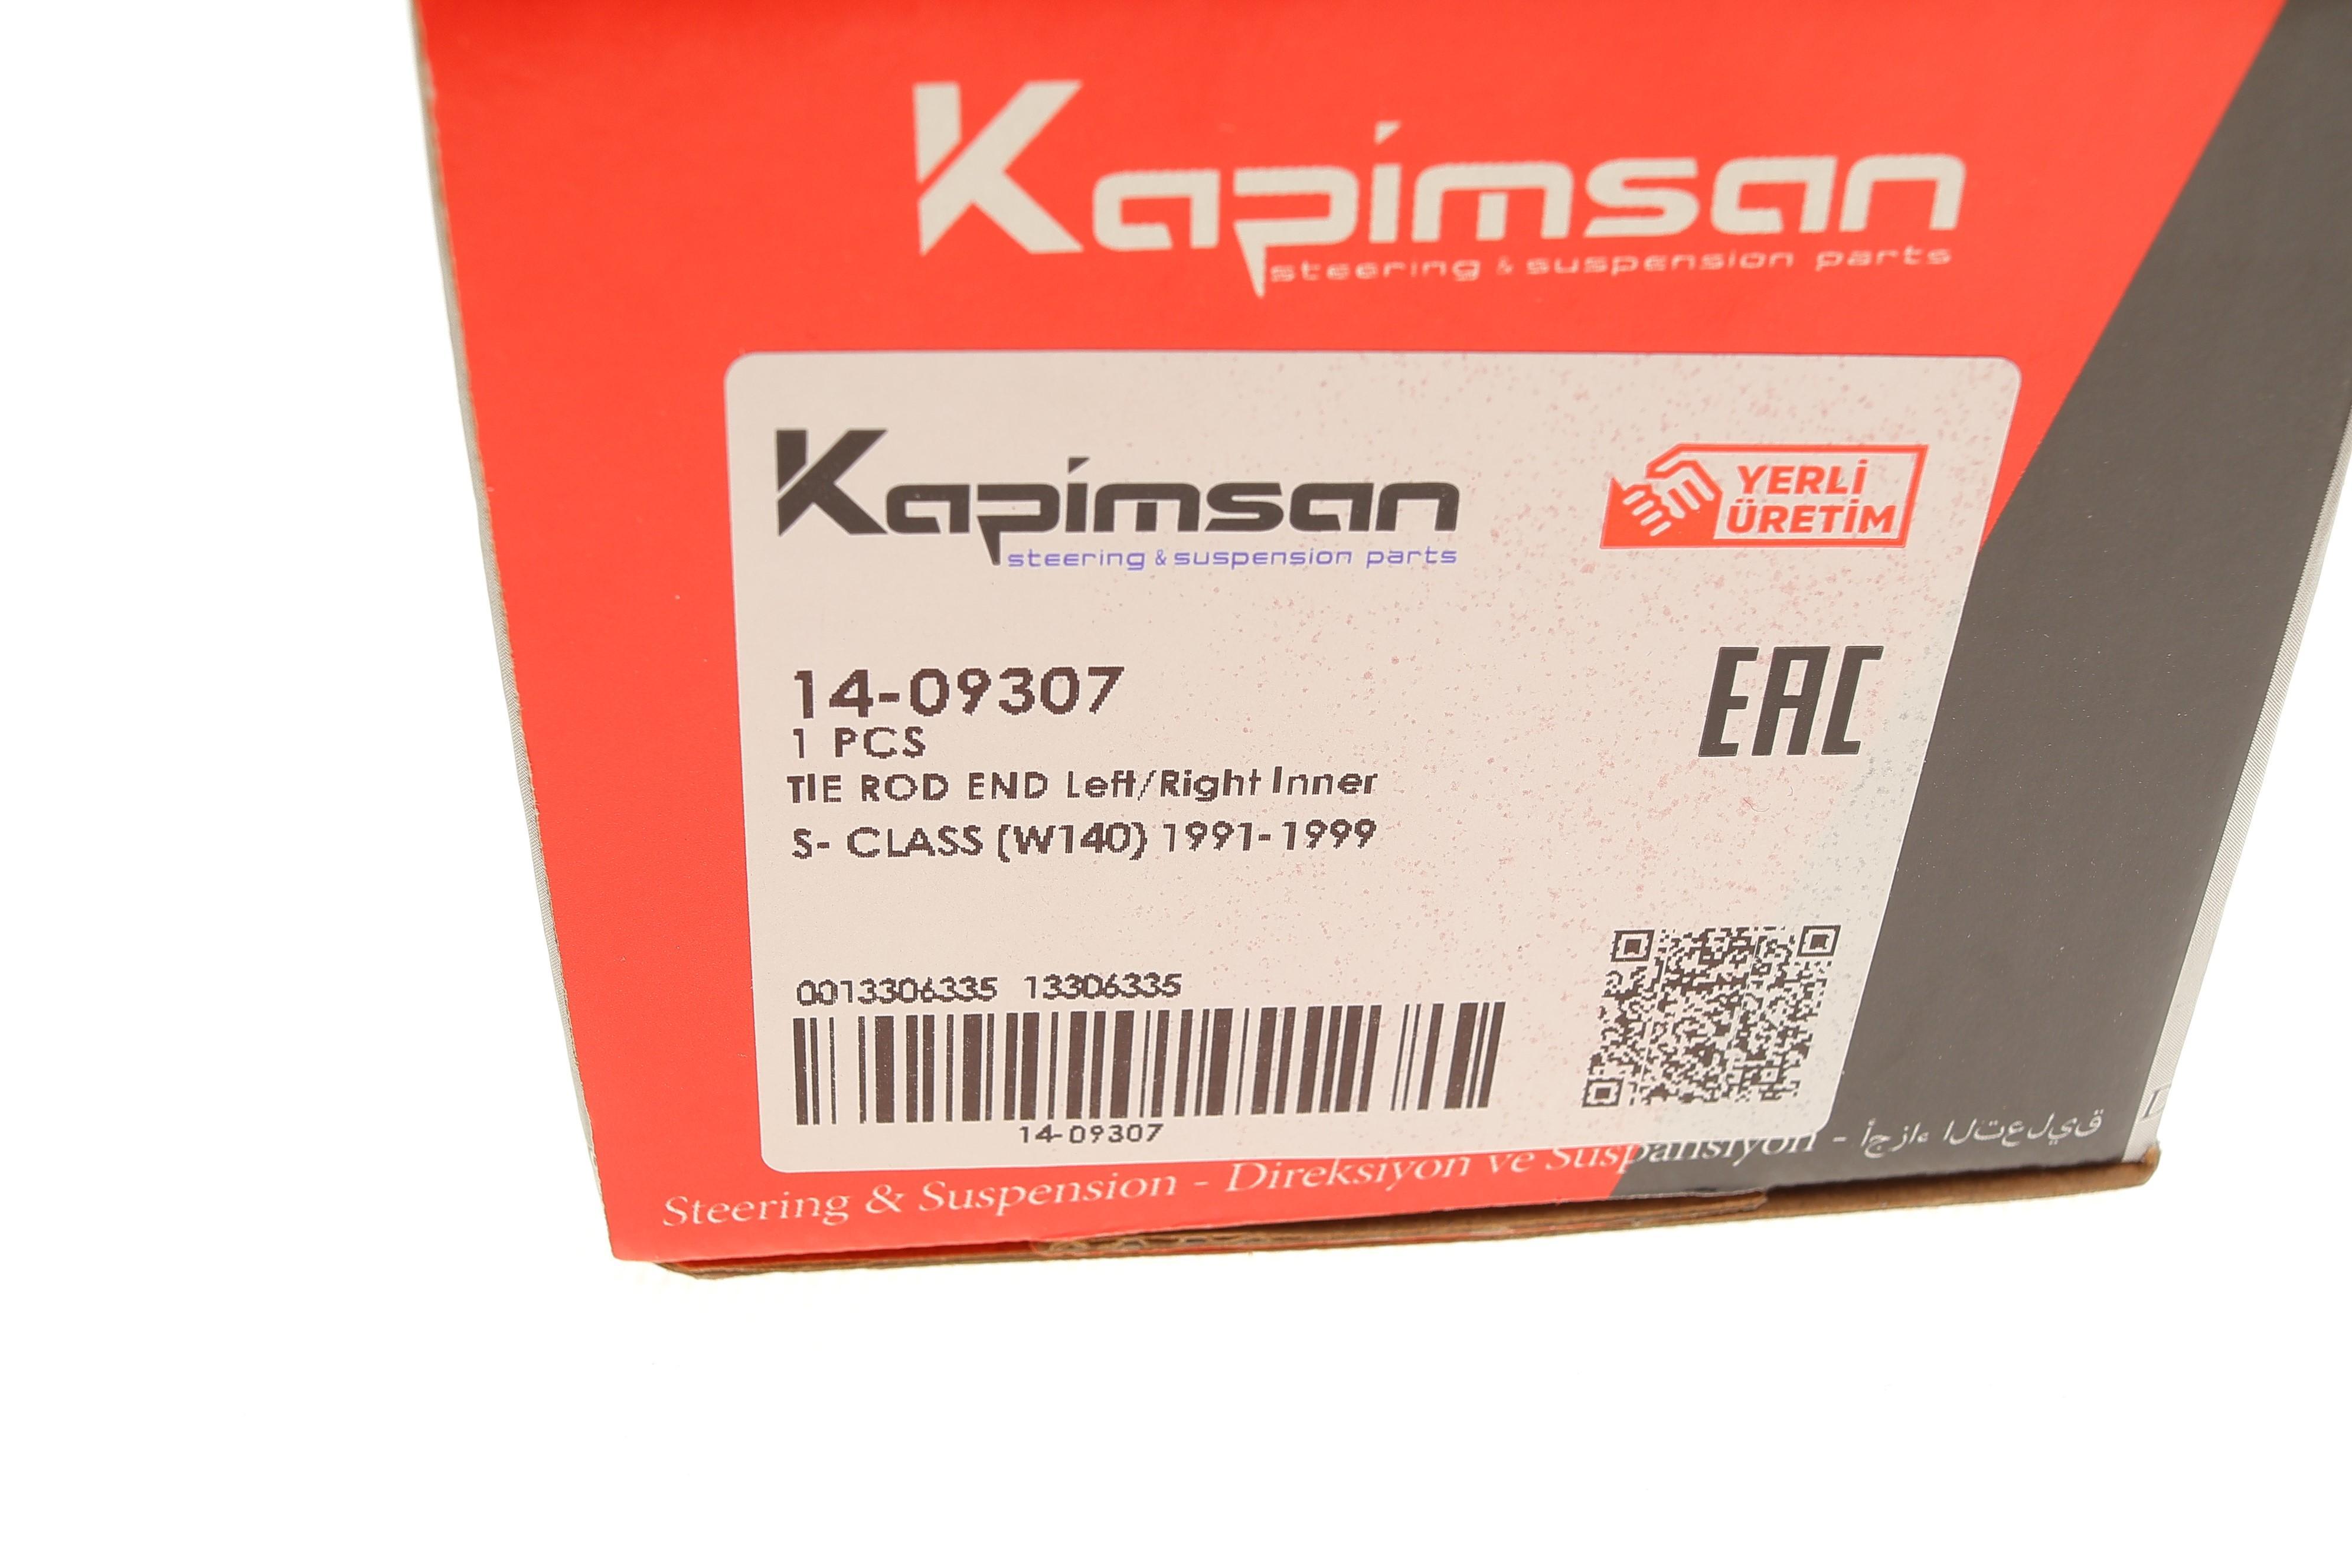 Kapimsan
steering & suspension parts
Kapimsan
steering & suspension parts
YERLİ
ÜRETİM
14-09307
1 PCS
TIE ROD END Left/Right Inner
S- CLASS (W140) 1991-1999
EAC
0013306335 13306335
14-09307
Steering & Suspension - Direksiyon ve Suspansiyon - أجزاء التعليق